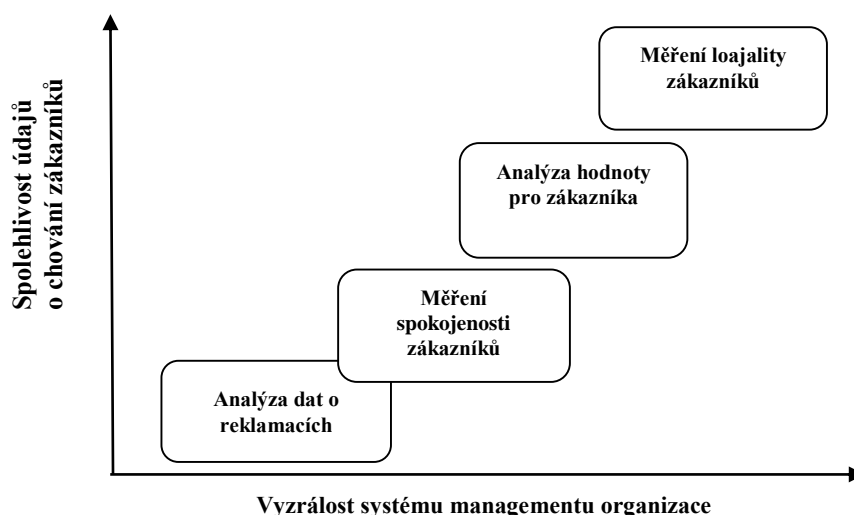 Měření loajality
zákazníků
Analýza hodnoty
pro zákazníka
Spolehlivost údajů
o chování zákazníků
Měření
spokojenosti
zákazníků
Analýza dat o
reklamacích
Vyzrálost systému managementu organizace